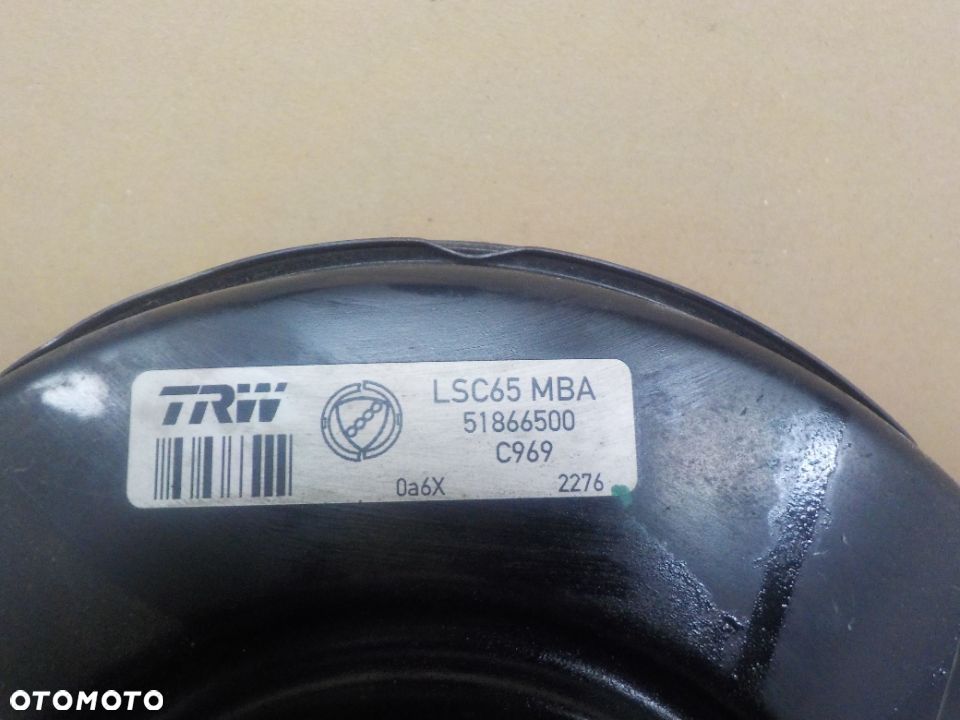 TRW LSC65 MBA
51866500
C969
0a6X 2276
OTOMOTO